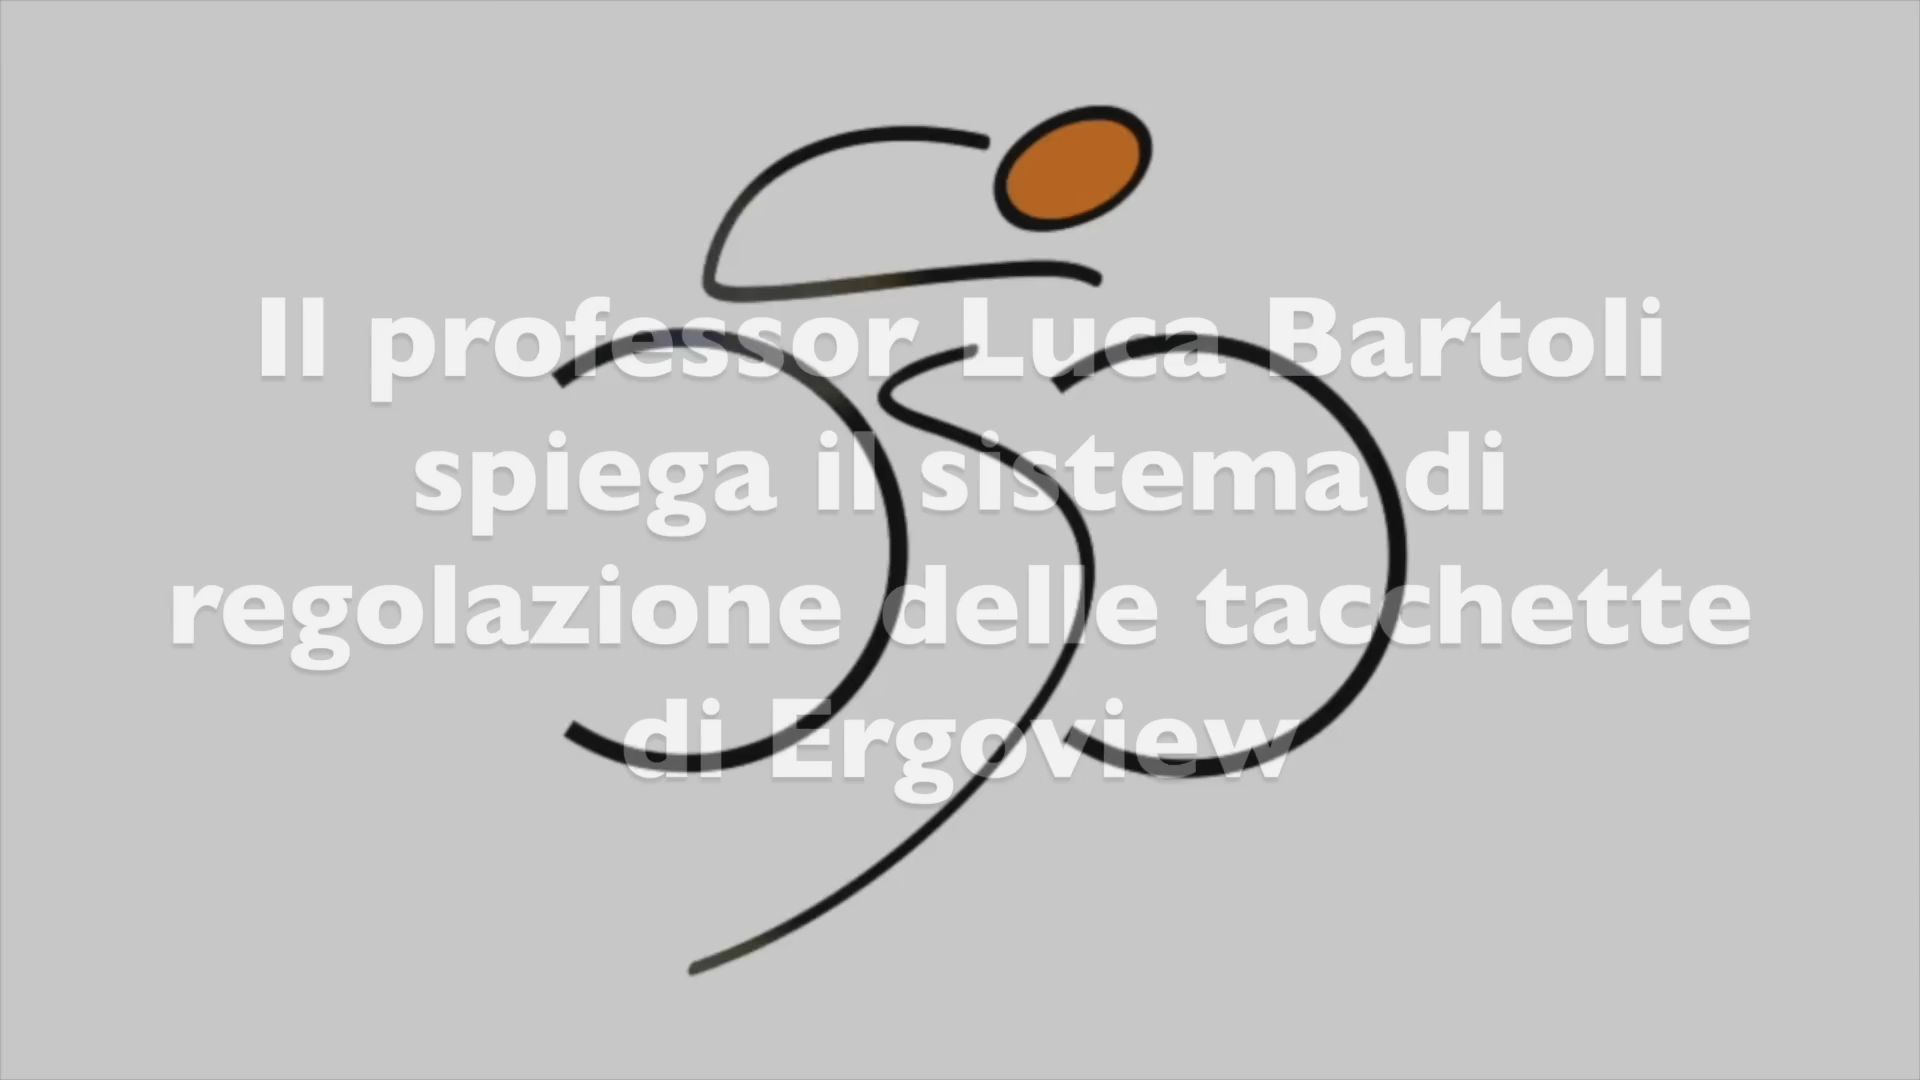 Il professor Luca Bartoli
spiega il sistema di
regolazione delle tacchette
di Ergoview